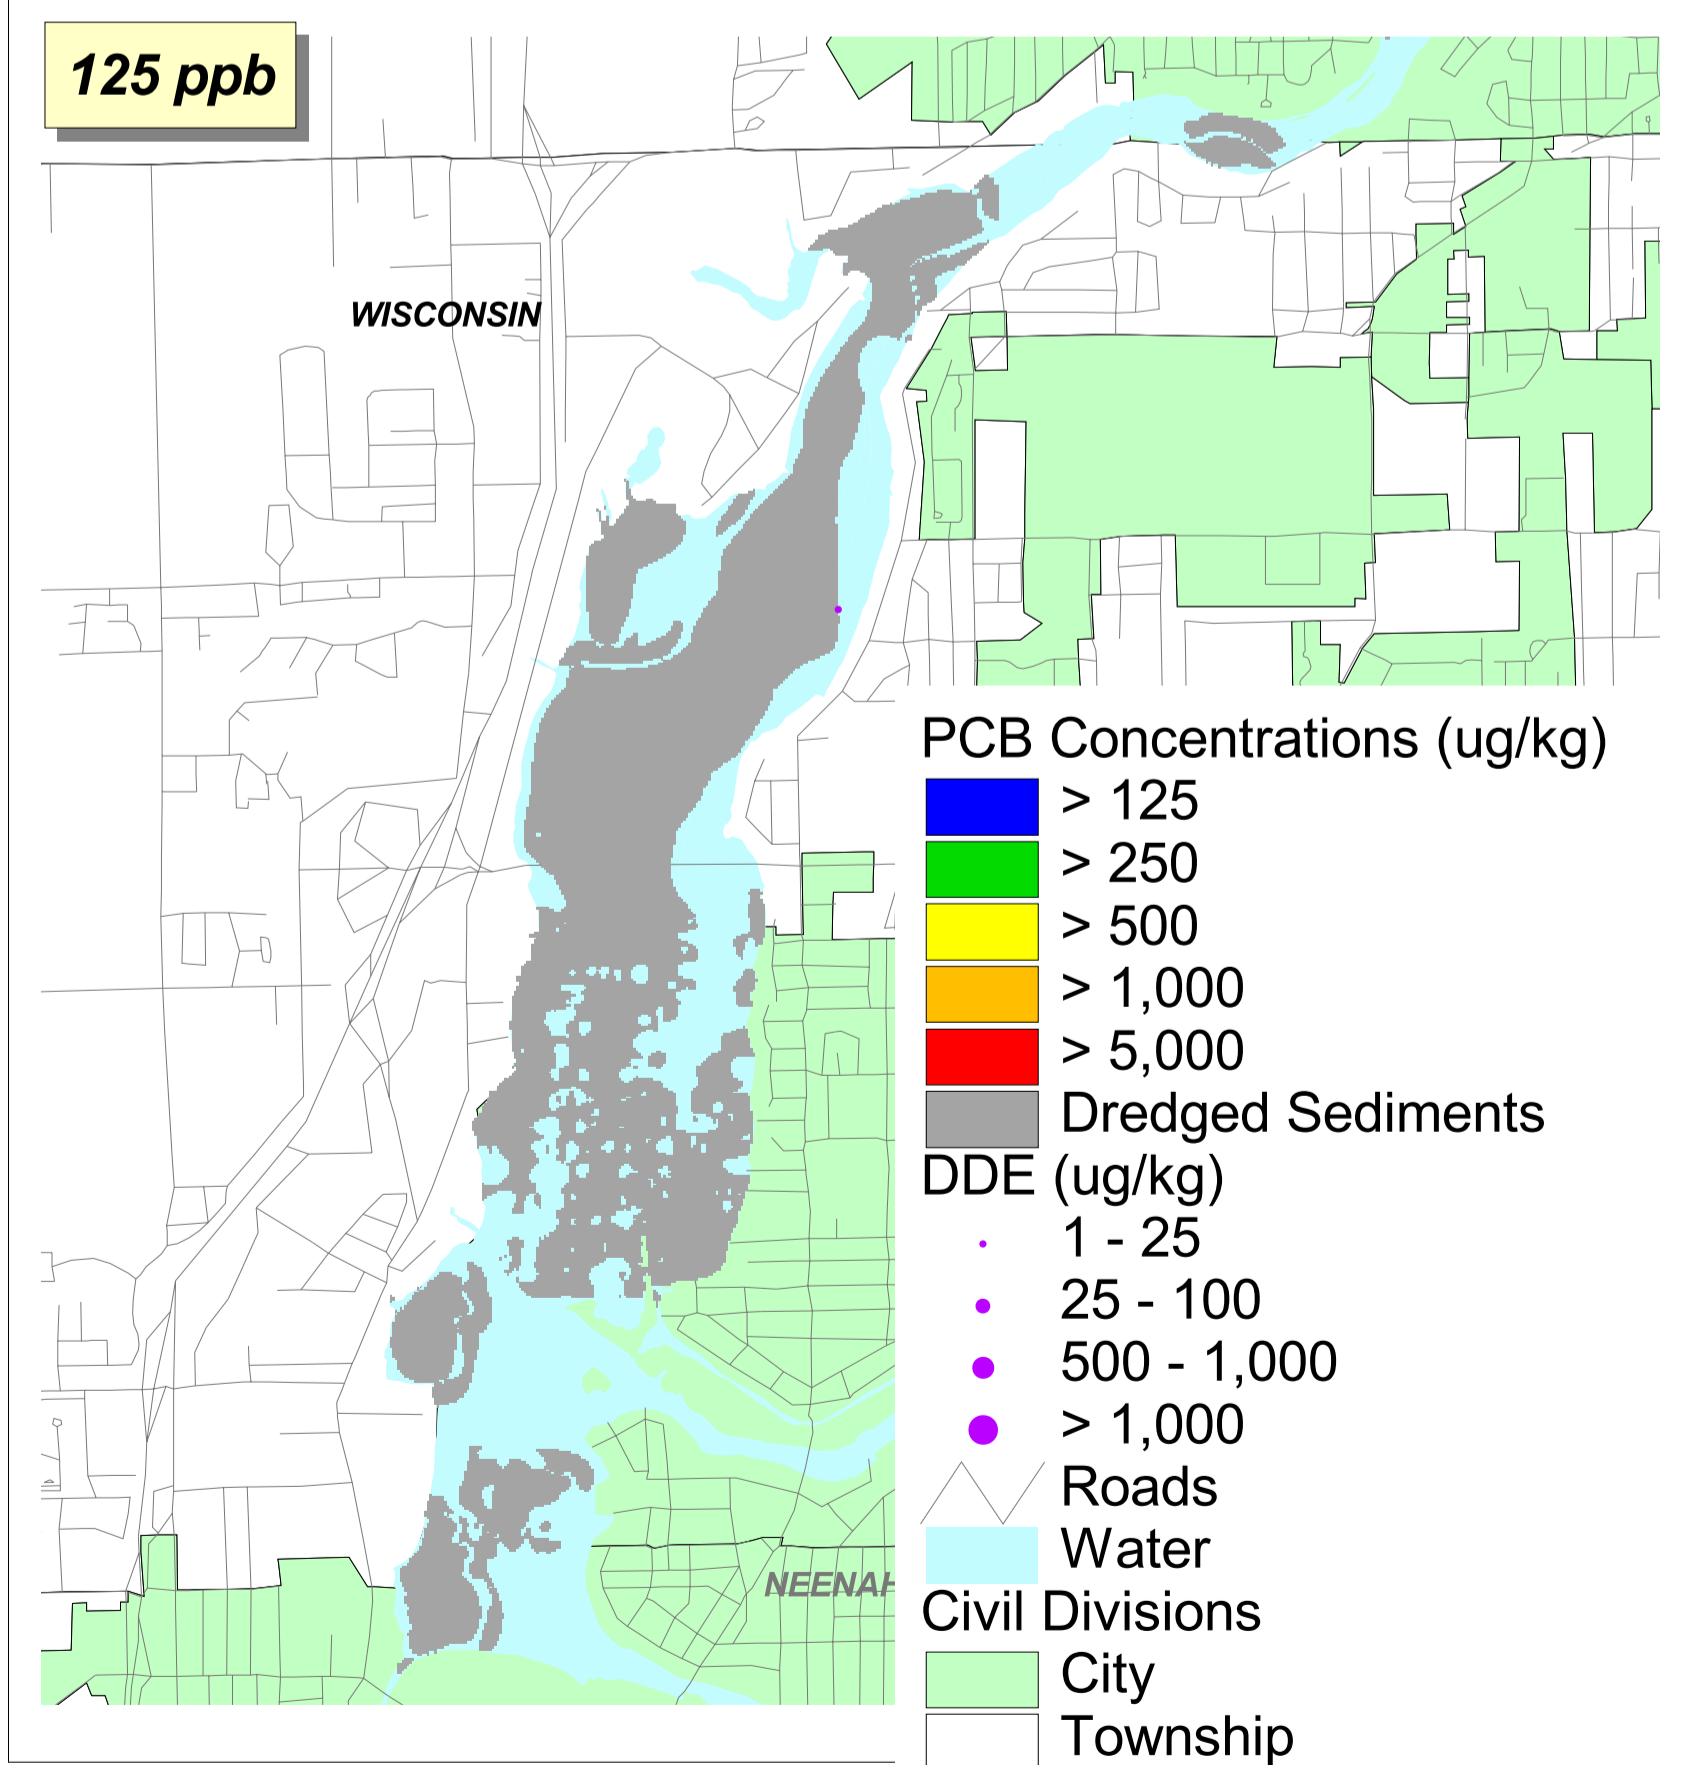 125 ppb
WISCONSIN
PCB Concentrations (ug/kg)
> 125
> 250
> 500
> 1,000
> 5,000
Dredged Sediments
DDE (ug/kg)
1 - 25
25 - 100
500 - 1,000
> 1,000
Roads
Water
NEENAH
Civil Divisions
City
Township